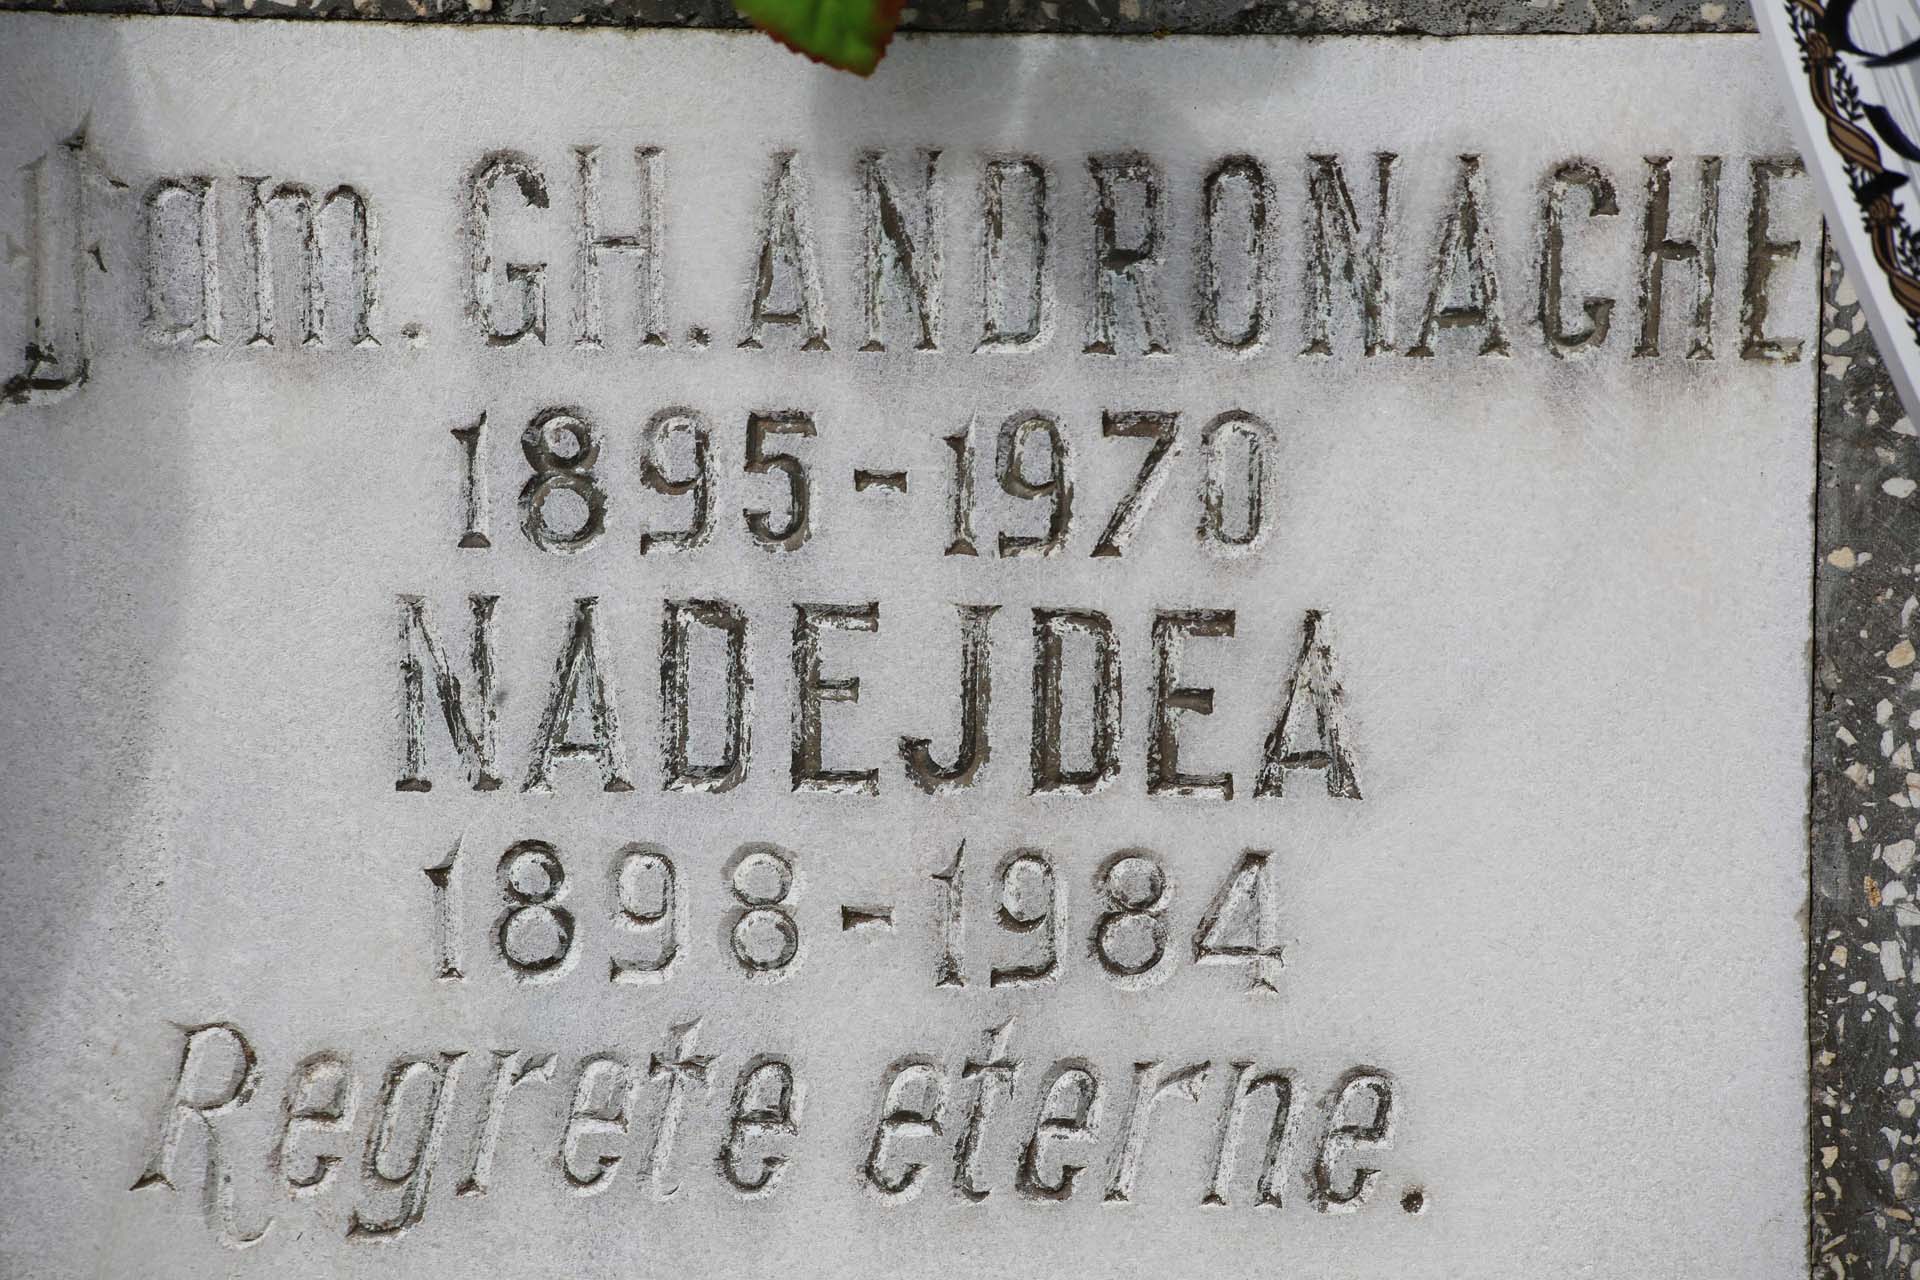 Fam. GH. ANDRONACHE
1895-1970
NADEJDEA
1898-1984
Regrete eterne.